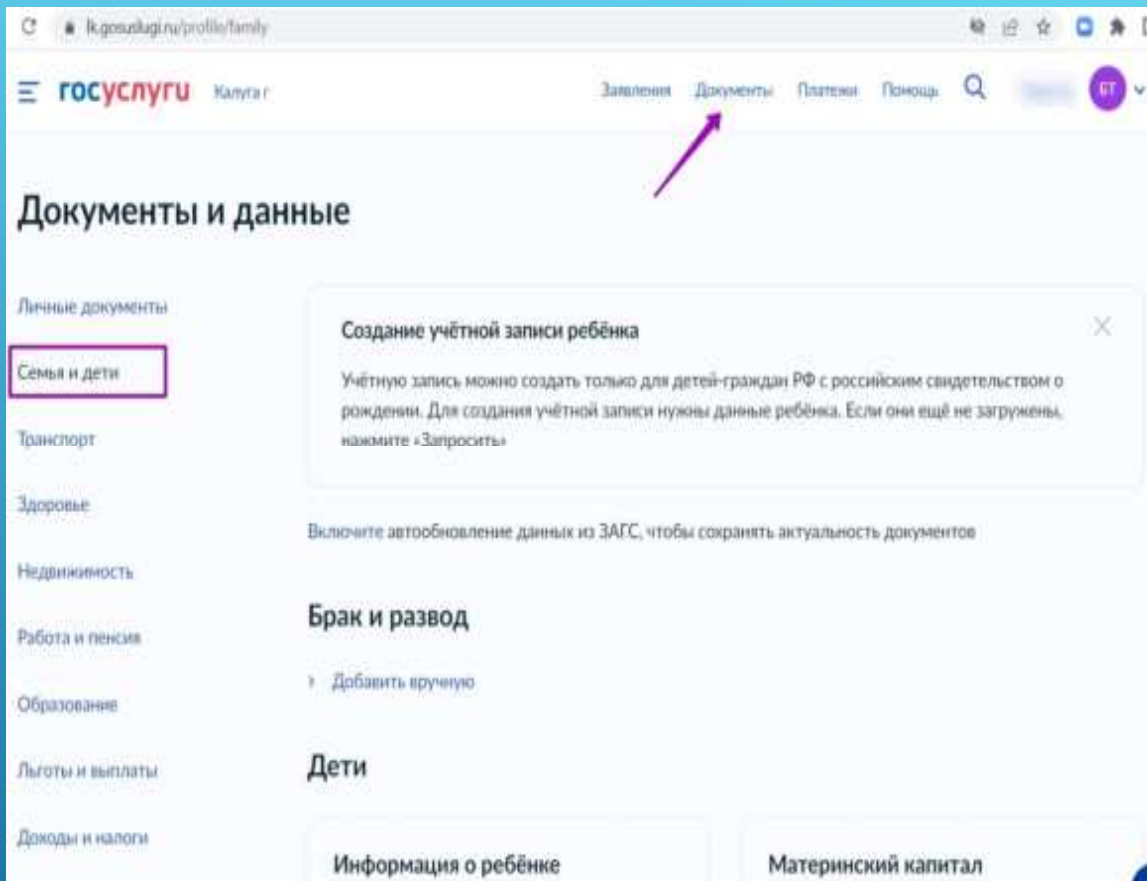 lk.gosuslugi.ru/profile/family
госуслуги Калуга г Заявления Документы Платежи Помощь GT
Документы и данные
Личные документы
Семья и дети
Транспорт
Здоровье
Недвижимость
Работа и пенсия
Образование
Льготы и выплаты
Доходы и налоги
Создание учётной записи ребёнка
Учётную запись можно создать только для детей-граждан РФ с российским свидетельством о
рождении. Для создания учётной записи нужны данные ребёнка. Если они ещё не загружены,
нажмите «Запросить»
Включите автообновление данных из ЗАГС, чтобы сохранять актуальность документов
Брак и развод
Добавить вручную
Дети
Информация о ребёнке
Материнский капитал